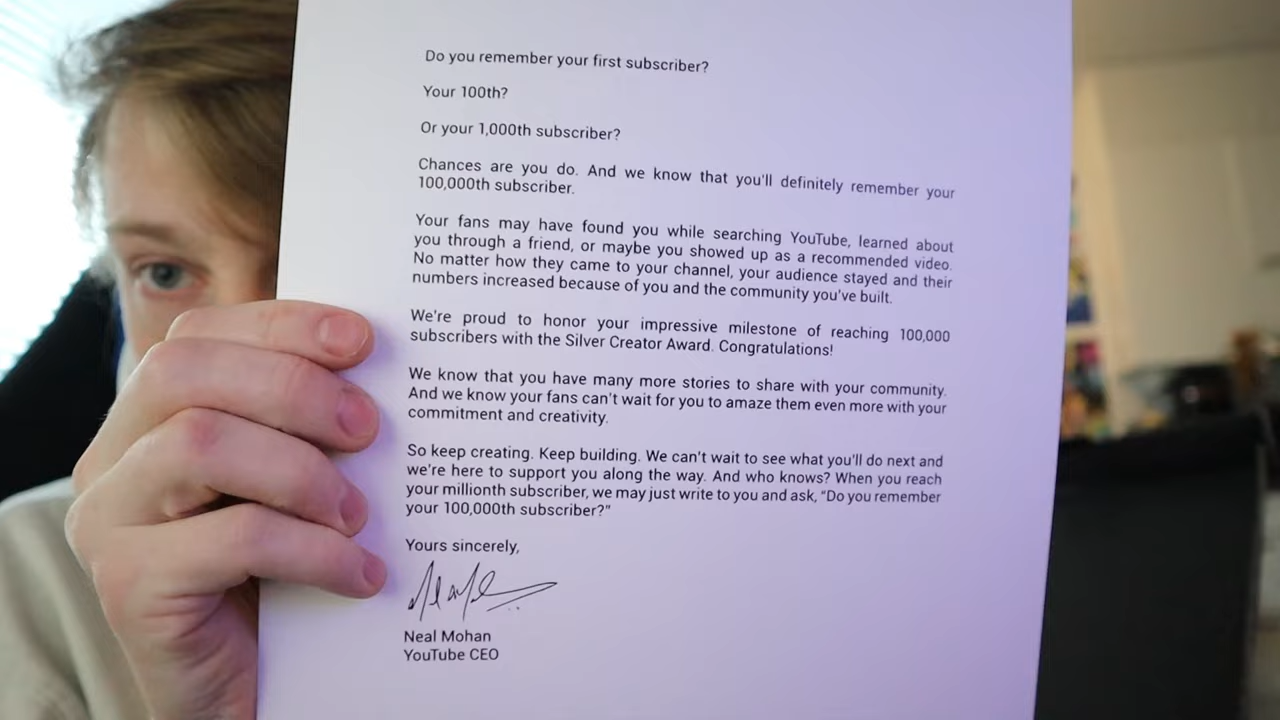 Do you remember your first subscriber?
Your 100th?
Or your 1,000th subscriber?
Chances are you do. And we know that you'll definitely remember your
100,000th subscriber.
Your fans may have found you while searching YouTube, learned about
you through a friend, or maybe you showed up as a recommended video.
No matter how they came to your channel, your audience stayed and their
numbers increased because of you and the community you've built.
We're proud to honor your impressive milestone of reaching 100,000
subscribers with the Silver Creator Award. Congratulations!
We know that you have many more stories to share with your community.
And we know your fans can't wait for you to amaze them even more with your
commitment and creativity.
So keep creating. Keep building. We can't wait to see what you'll do next and
we're here to support you along the way. And who knows? When you reach
your millionth subscriber, we may just write to you and ask, “Do you remember
your 100,000th subscriber?”
Yours sincerely,
Neal Mohan
YouTube CEO